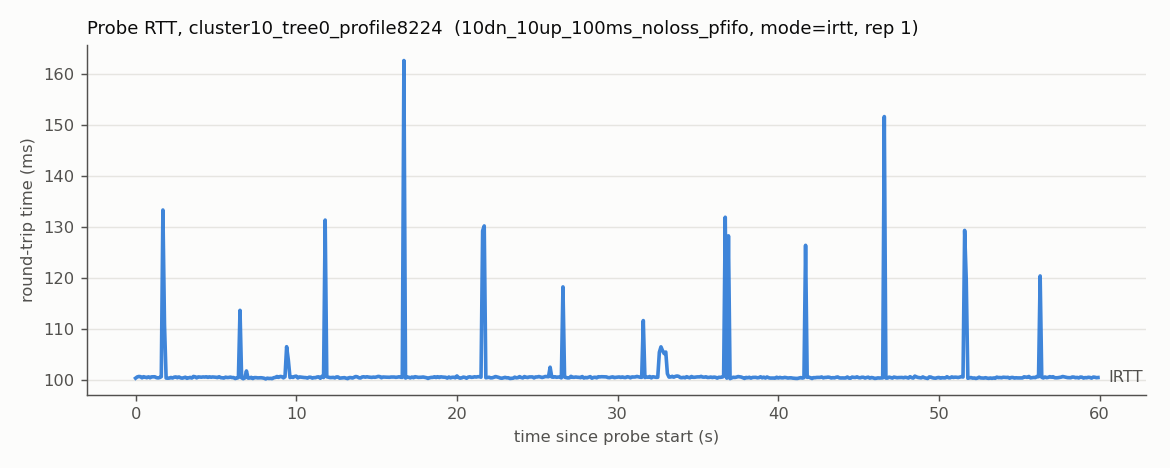 Probe RTT, cluster10_tree0_profile8224  (10dn_10up_100ms_noloss_pfifo, mode=irtt, rep 1)
round-trip time (ms)
160
150
140
130
120
110
100
IRTT
0 10 20 30 40 50 60
time since probe start (s)